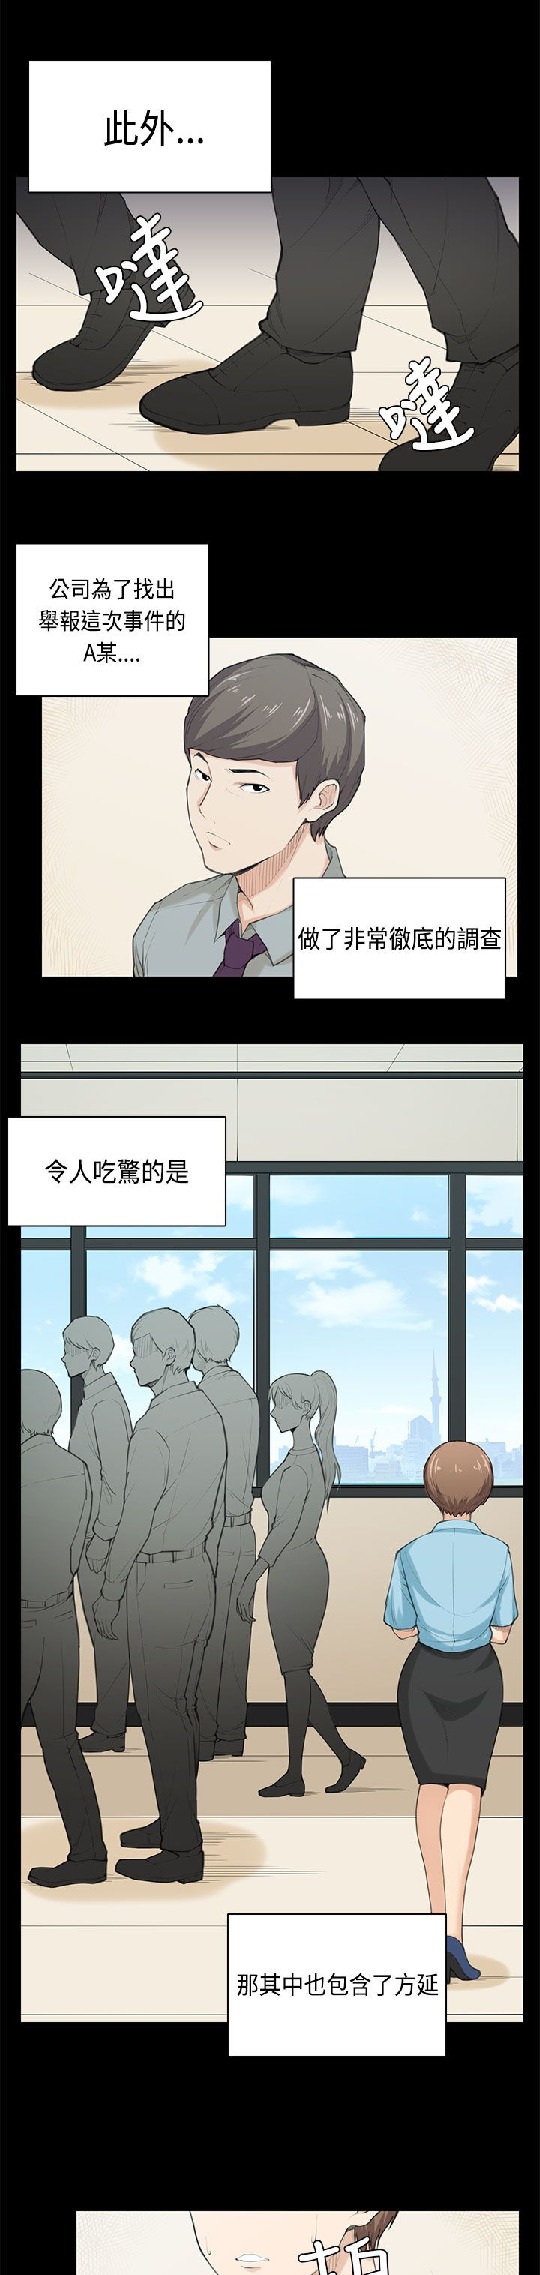 此外...
噠
噠
公司為了找出
舉報這次事件的
A某....
做了非常徹底的調查
令人吃驚的是
那其中也包含了方延